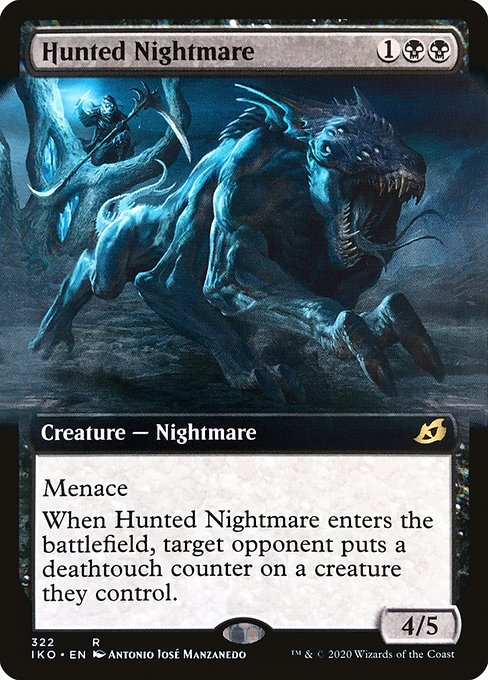 Hunted Nightmare 1
Creature — Nightmare
Menace
When Hunted Nightmare enters the
battlefield, target opponent puts a
deathtouch counter on a creature
they control.
4/5
322 R
IKO • EN Antonio José Manzanedo ™ & © 2020 Wizards of the Coast